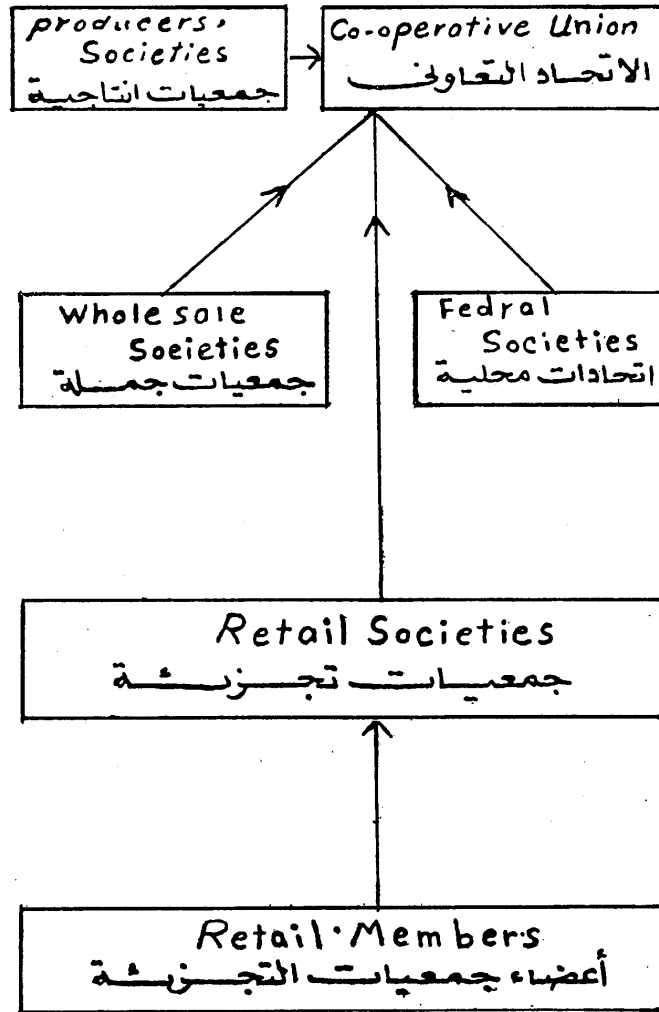 producers,
Societies
جمعيات انتاجية
Co-operative Union
الاتحاد التعاونى
Whole sale
Soeieties
جمعيات جملة
Fedral
Societies
اتحادات محلية
Retail Societies
جمعيات تجزئة
Retail·Members
أعضاء جمعيات التجزئة